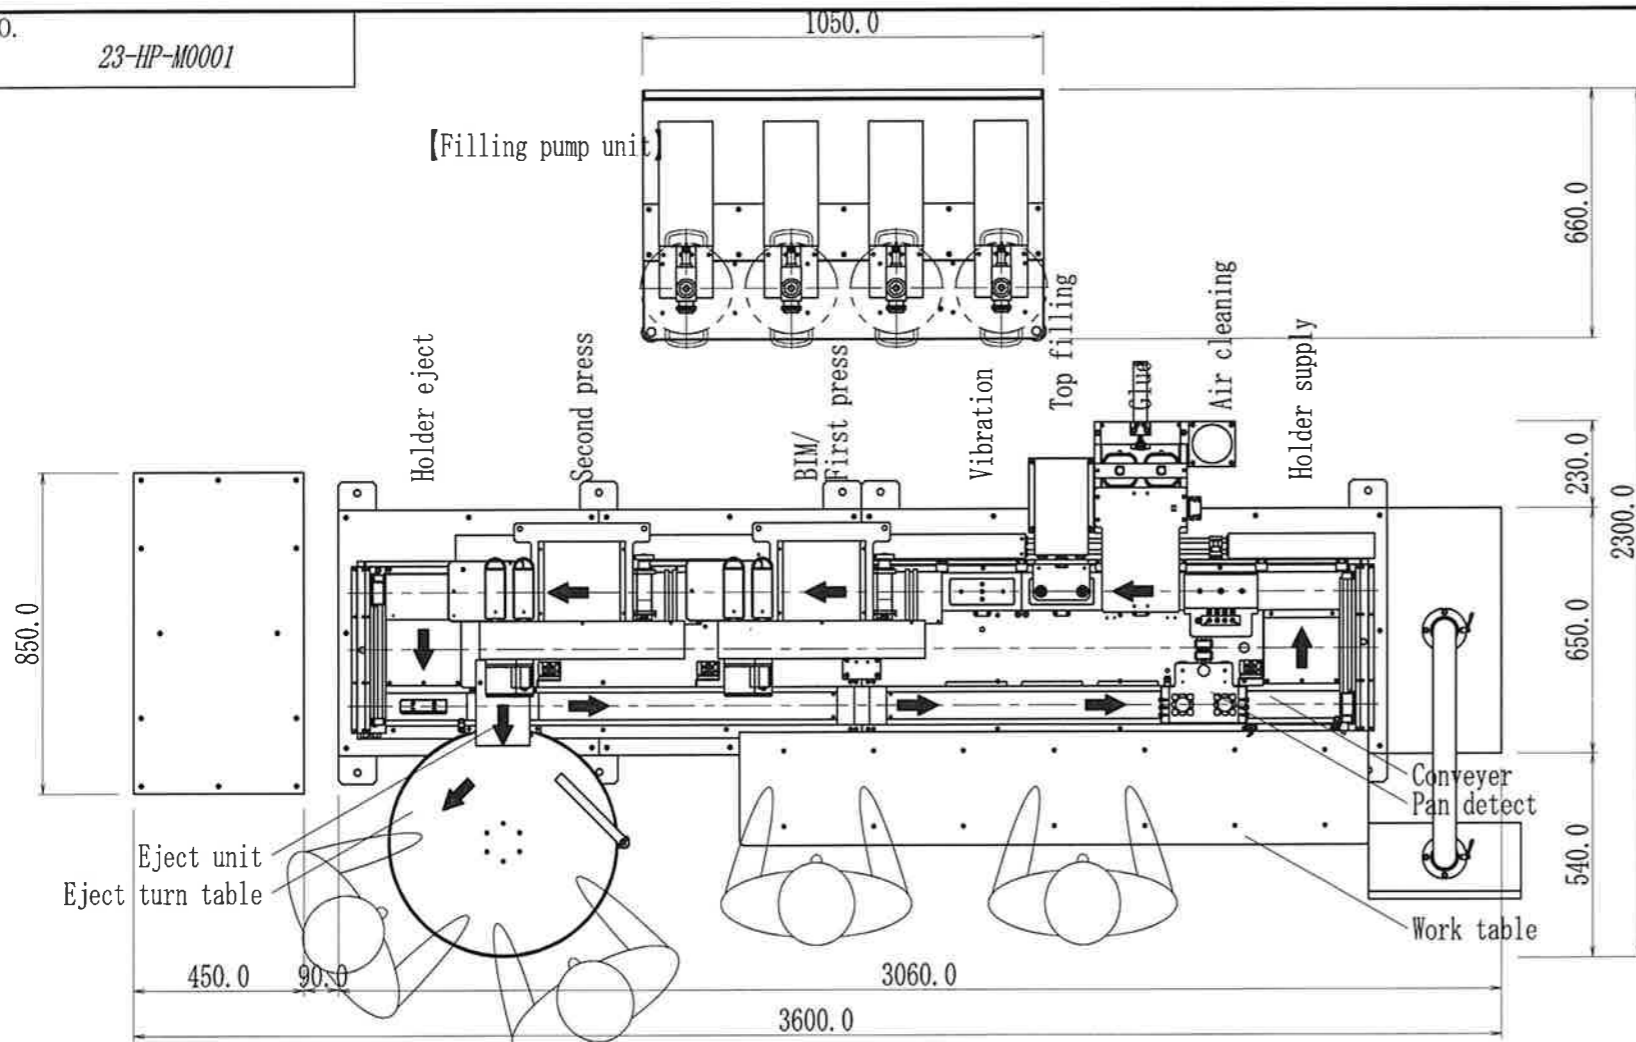 O.
23-HP-M0001
1050.0
【Filling pump unit】
660.0
Holder eject
Second press
BIM/
First press
Vibration
Top filling
Glue
Air cleaning
Holder supply
230.0
2300.0
850.0
650.0
Conveyer
Pan detect
Eject unit
Eject turn table
540.0
Work table
450.0
90.0
3060.0
3600.0